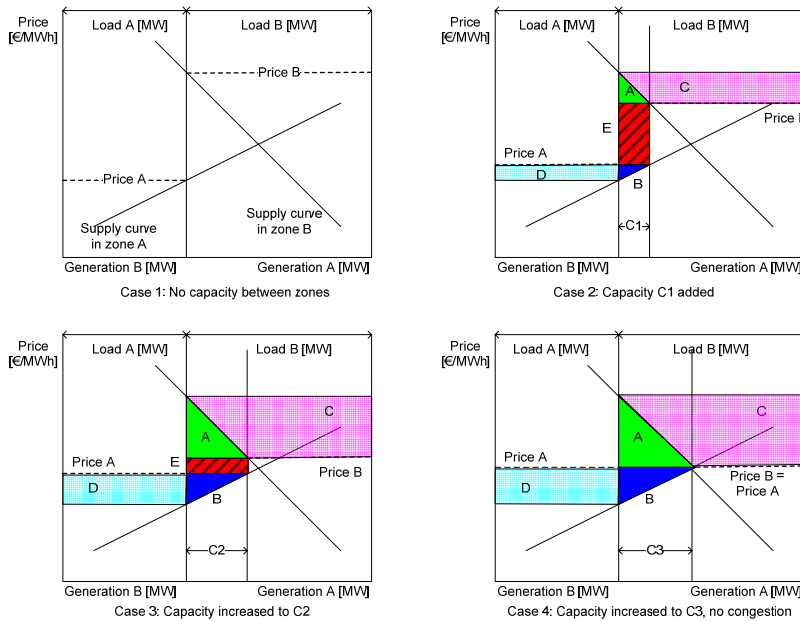 Price
[€/MWh]
Load A [MW]
Load B [MW]
Price B
Price A
Supply curve
in zone A
Supply curve
in zone B
Generation B [MW]
Generation A [MW]
Case 1: No capacity between zones
Price
[€/MWh]
Load A [MW]
Load B [MW]
A
C
Price
E
Price A
D
B
C1
Generation B [MW]
Generation A [MW]
Case 2: Capacity C1 added
Price
[€/MWh]
Load A [MW]
Load B [MW]
C
A
Price A
E
Price B
D
B
C2
Generation B [MW]
Generation A [MW]
Case 3: Capacity increased to C2
Price
[€/MWh]
Load A [MW]
Load B [MW]
C
A
Price A
Price B =
Price A
D
B
C3
Generation B [MW]
Generation A [MW]
Case 4: Capacity increased to C3, no congestion